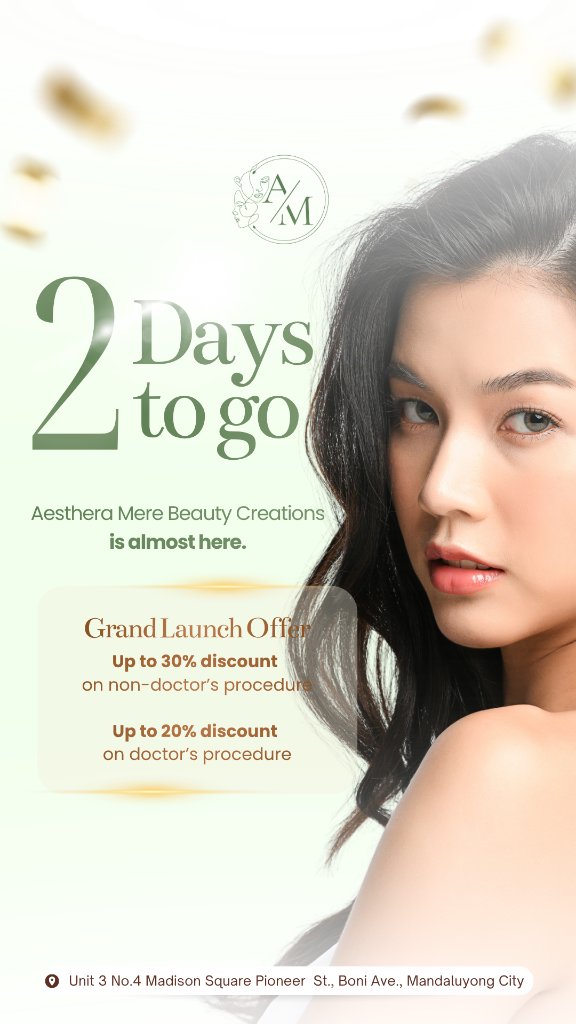 A/M
2 Days
to go
Aesthera Mere Beauty Creations
is almost here.
Grand Launch Offer
Up to 30% discount
on non-doctor's procedure
Up to 20% discount
on doctor's procedure
Unit 3 No.4 Madison Square Pioneer St., Boni Ave., Mandaluyong City